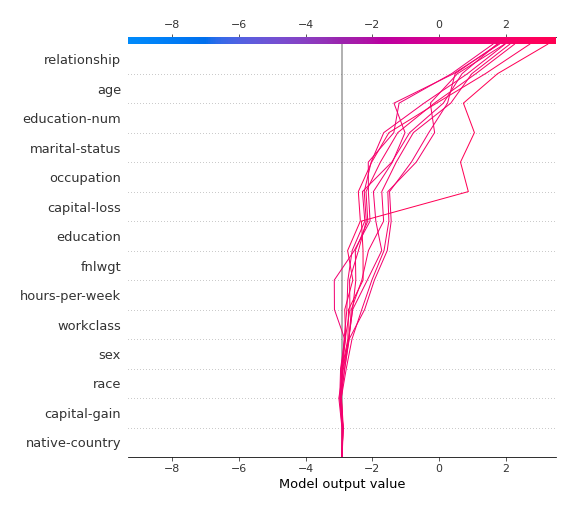 −8 −6 −4 −2 0 2
relationship
age
education-num
marital-status
occupation
capital-loss
education
fnlwgt
hours-per-week
workclass
sex
race
capital-gain
native-country
−8 −6 −4 −2 0 2
Model output value